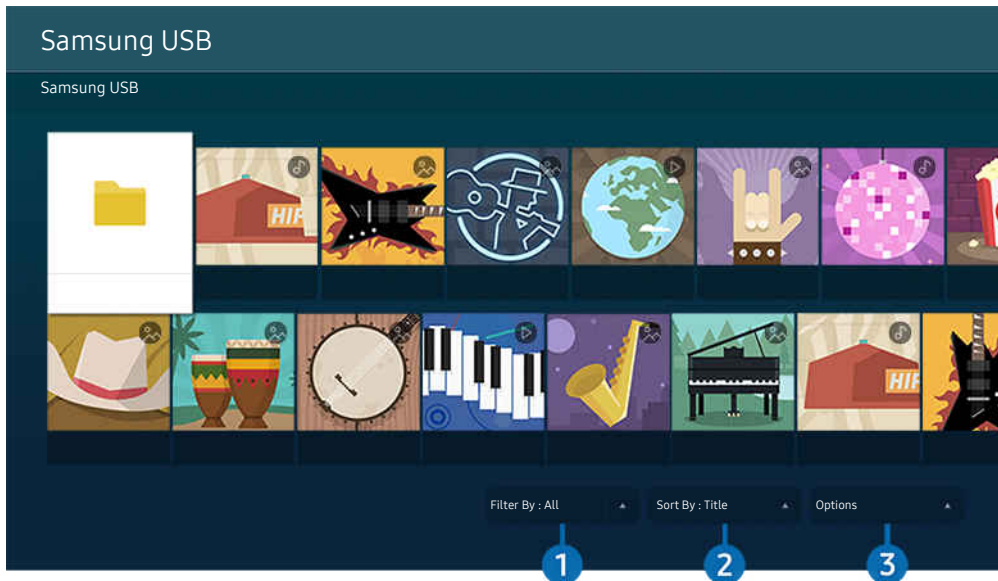 Samsung USB
Samsung USB
HIF
HIF
Filter By : All
Sort By : Title
Options
1
2
3